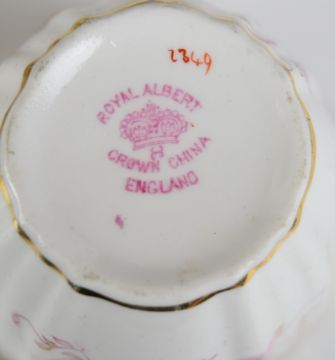 2349
ROYAL ALBERT
CROWN CHINA
ENGLAND